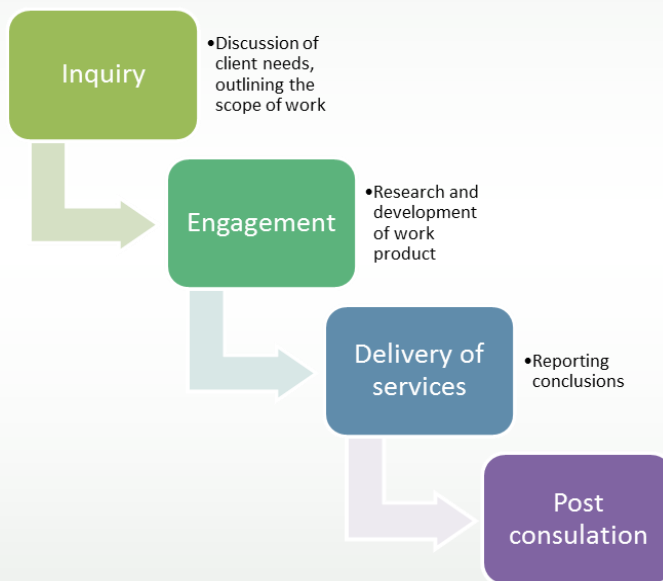 Inquiry
•Discussion of
client needs,
outlining the
scope of work
Engagement
•Research and
development
of work
product
Delivery of
services
•Reporting
conclusions
Post
consulation